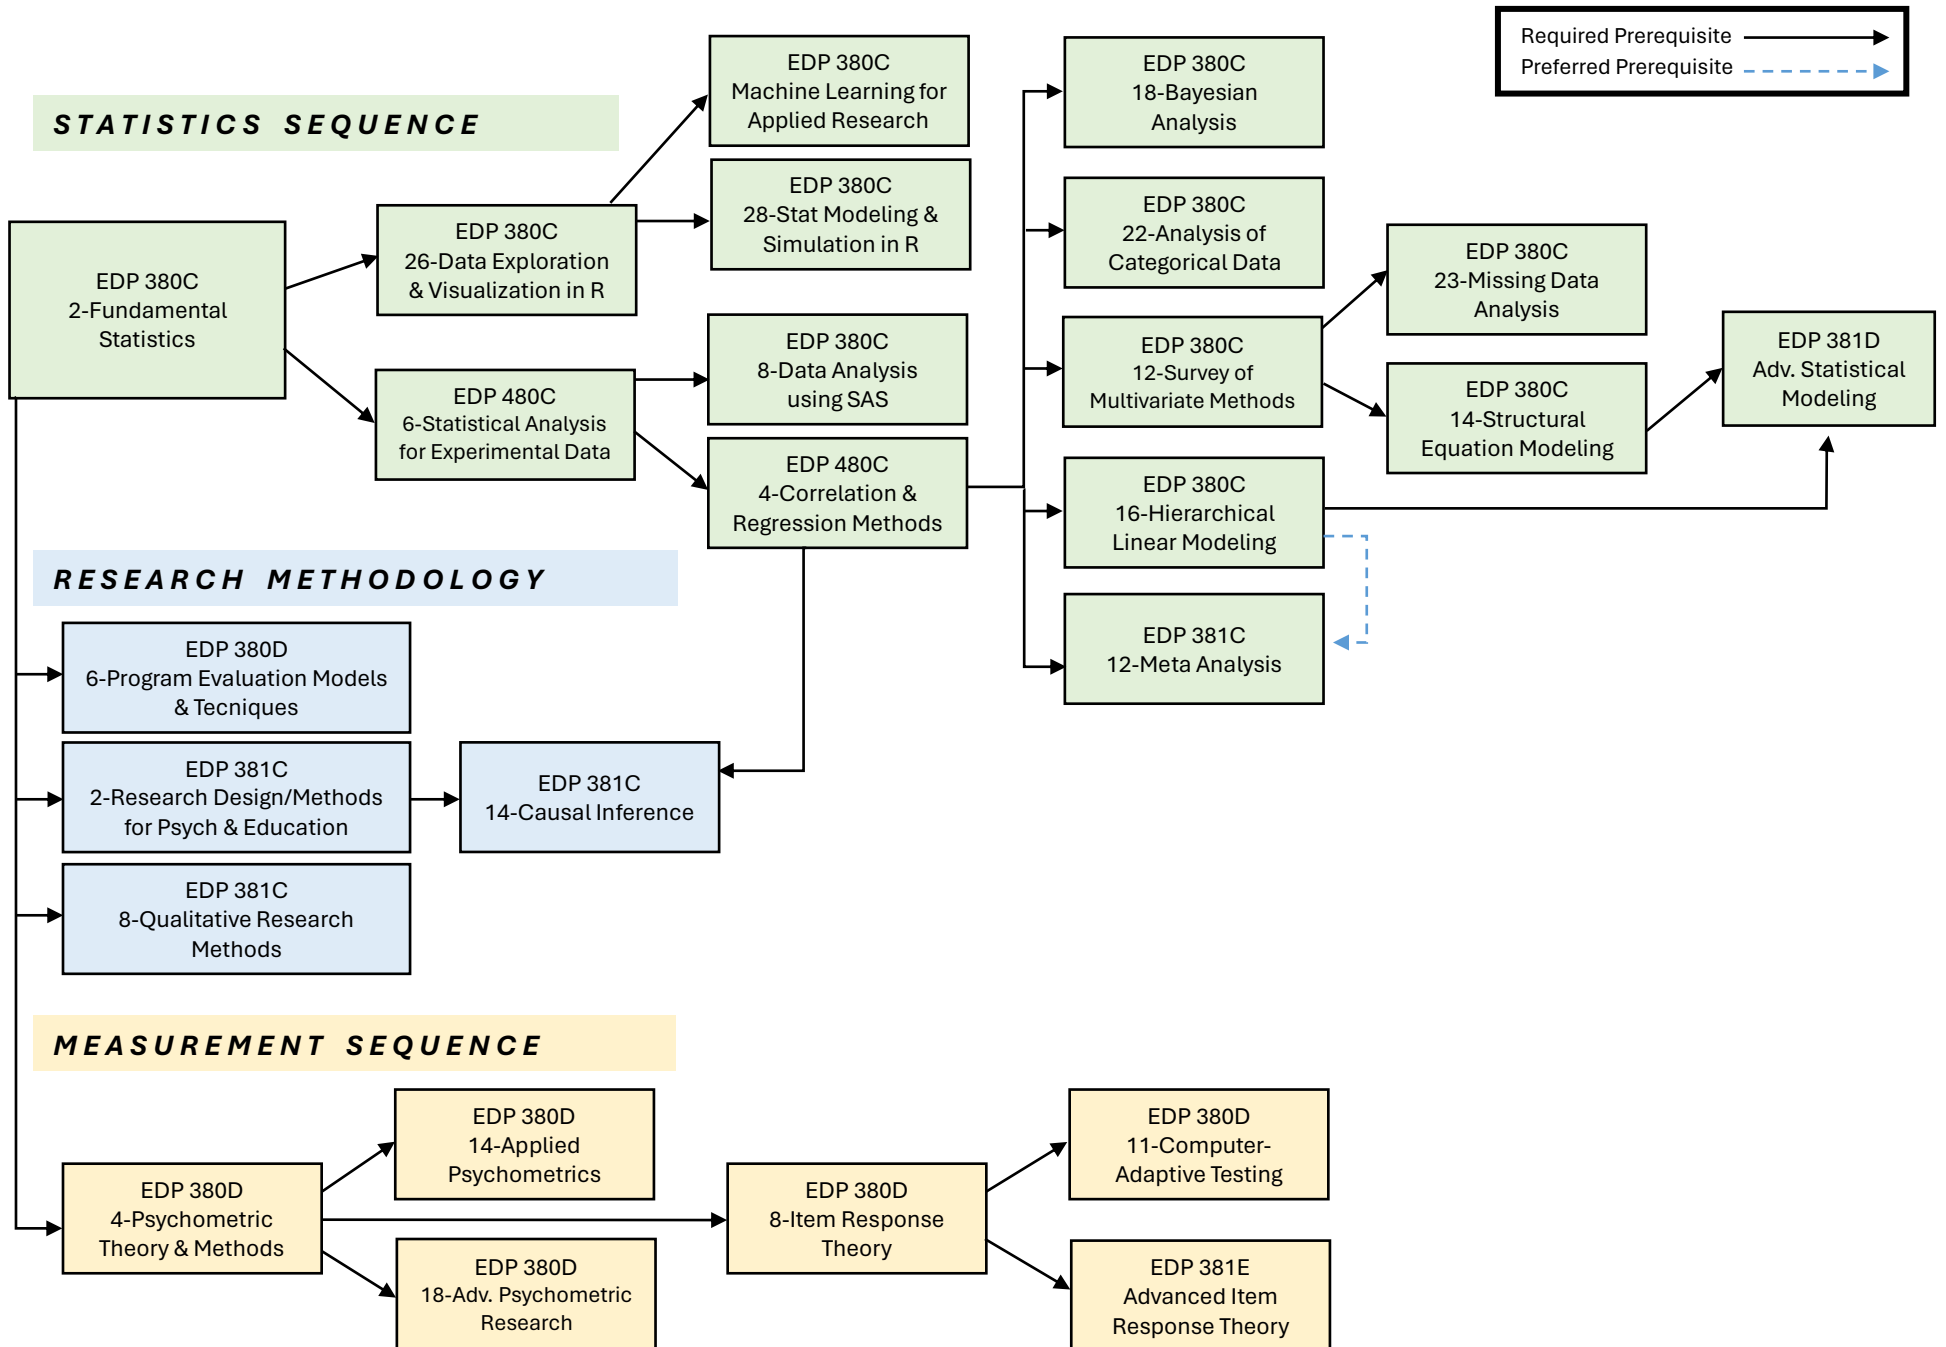 Required Prerequisite
Preferred Prerequisite
STATISTICS SEQUENCE
EDP 380C
2-Fundamental
Statistics
EDP 380C
26-Data Exploration
& Visualization in R
EDP 480C
6-Statistical Analysis
for Experimental Data
EDP 380C
Machine Learning for
Applied Research
EDP 380C
28-Stat Modeling &
Simulation in R
EDP 380C
8-Data Analysis
using SAS
EDP 480C
4-Correlation &
Regression Methods
EDP 380C
18-Bayesian
Analysis
EDP 380C
22-Analysis of
Categorical Data
EDP 380C
12-Survey of
Multivariate Methods
EDP 380C
16-Hierarchical
Linear Modeling
EDP 381C
12-Meta Analysis
EDP 380C
23-Missing Data
Analysis
EDP 380C
14-Structural
Equation Modeling
EDP 381D
Adv. Statistical
Modeling
RESEARCH METHODOLOGY
EDP 380D
6-Program Evaluation Models
& Tecniques
EDP 381C
2-Research Design/Methods
for Psych & Education
EDP 381C
14-Causal Inference
EDP 381C
8-Qualitative Research
Methods
MEASUREMENT SEQUENCE
EDP 380D
4-Psychometric
Theory & Methods
EDP 380D
14-Applied
Psychometrics
EDP 380D
18-Adv. Psychometric
Research
EDP 380D
8-Item Response
Theory
EDP 380D
11-Computer-
Adaptive Testing
EDP 381E
Advanced Item
Response Theory